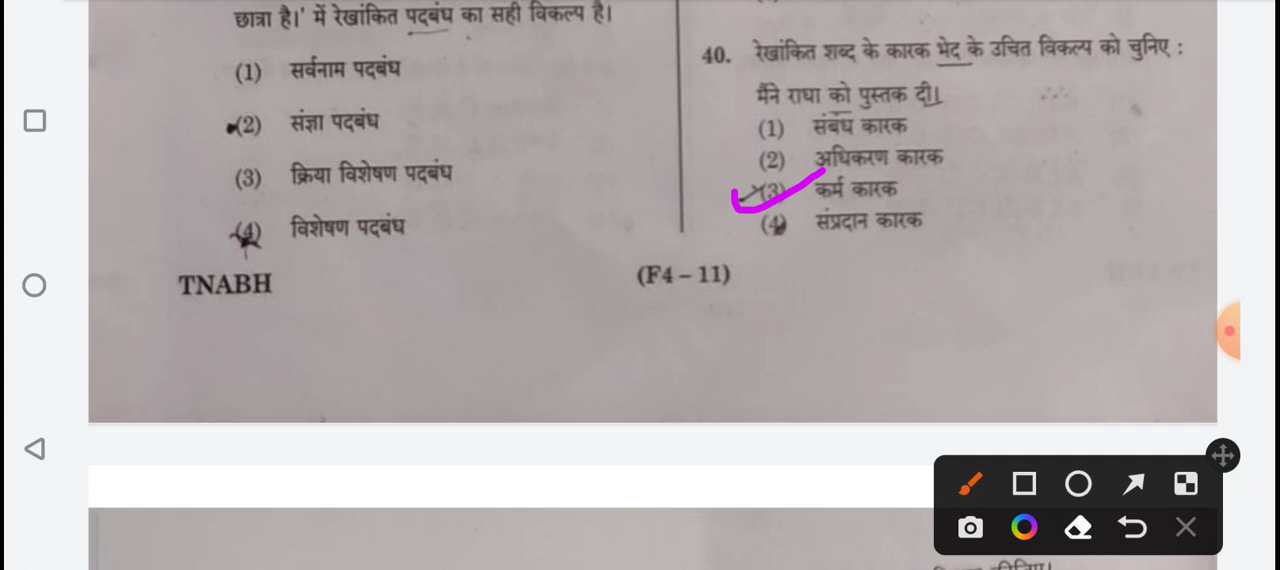 छात्रा है।' में रेखांकित पदबंध का सही विकल्प है।
(1) सर्वनाम पदबंध
(2) संज्ञा पदबंध
(3) क्रिया विशेषण पदबंध
(4) विशेषण पदबंध
TNABH
(F4 – 11)
40. रेखांकित शब्द के कारक भेद के उचित विकल्प को चुनिए :
मैंने राधा को पुस्तक दी।
(1) संबंध कारक
(2) अधिकरण कारक
(3) कर्म कारक
(4) संप्रदान कारक